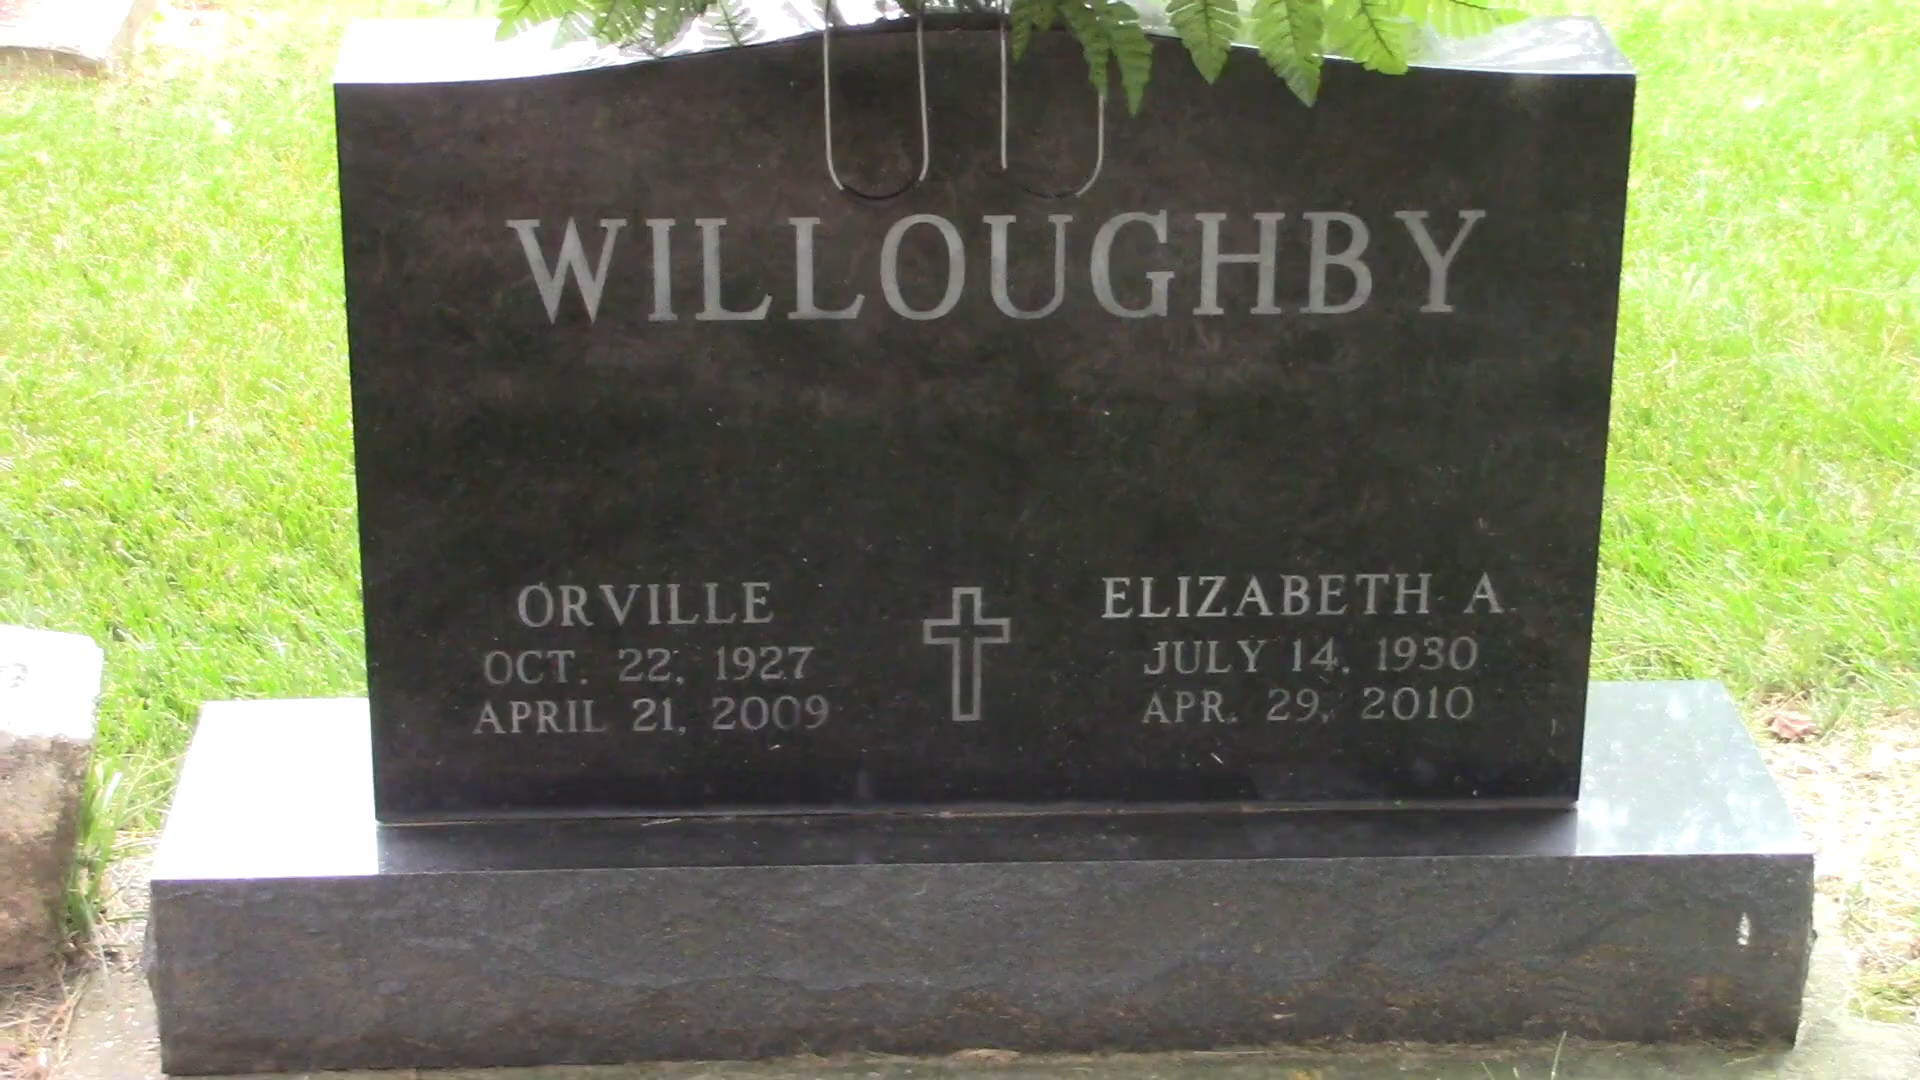 WILLOUGHBY
ORVILLE
OCT. 22, 1927
APRIL 21, 2009
ELIZABETH A.
JULY 14, 1930
APR. 29, 2010